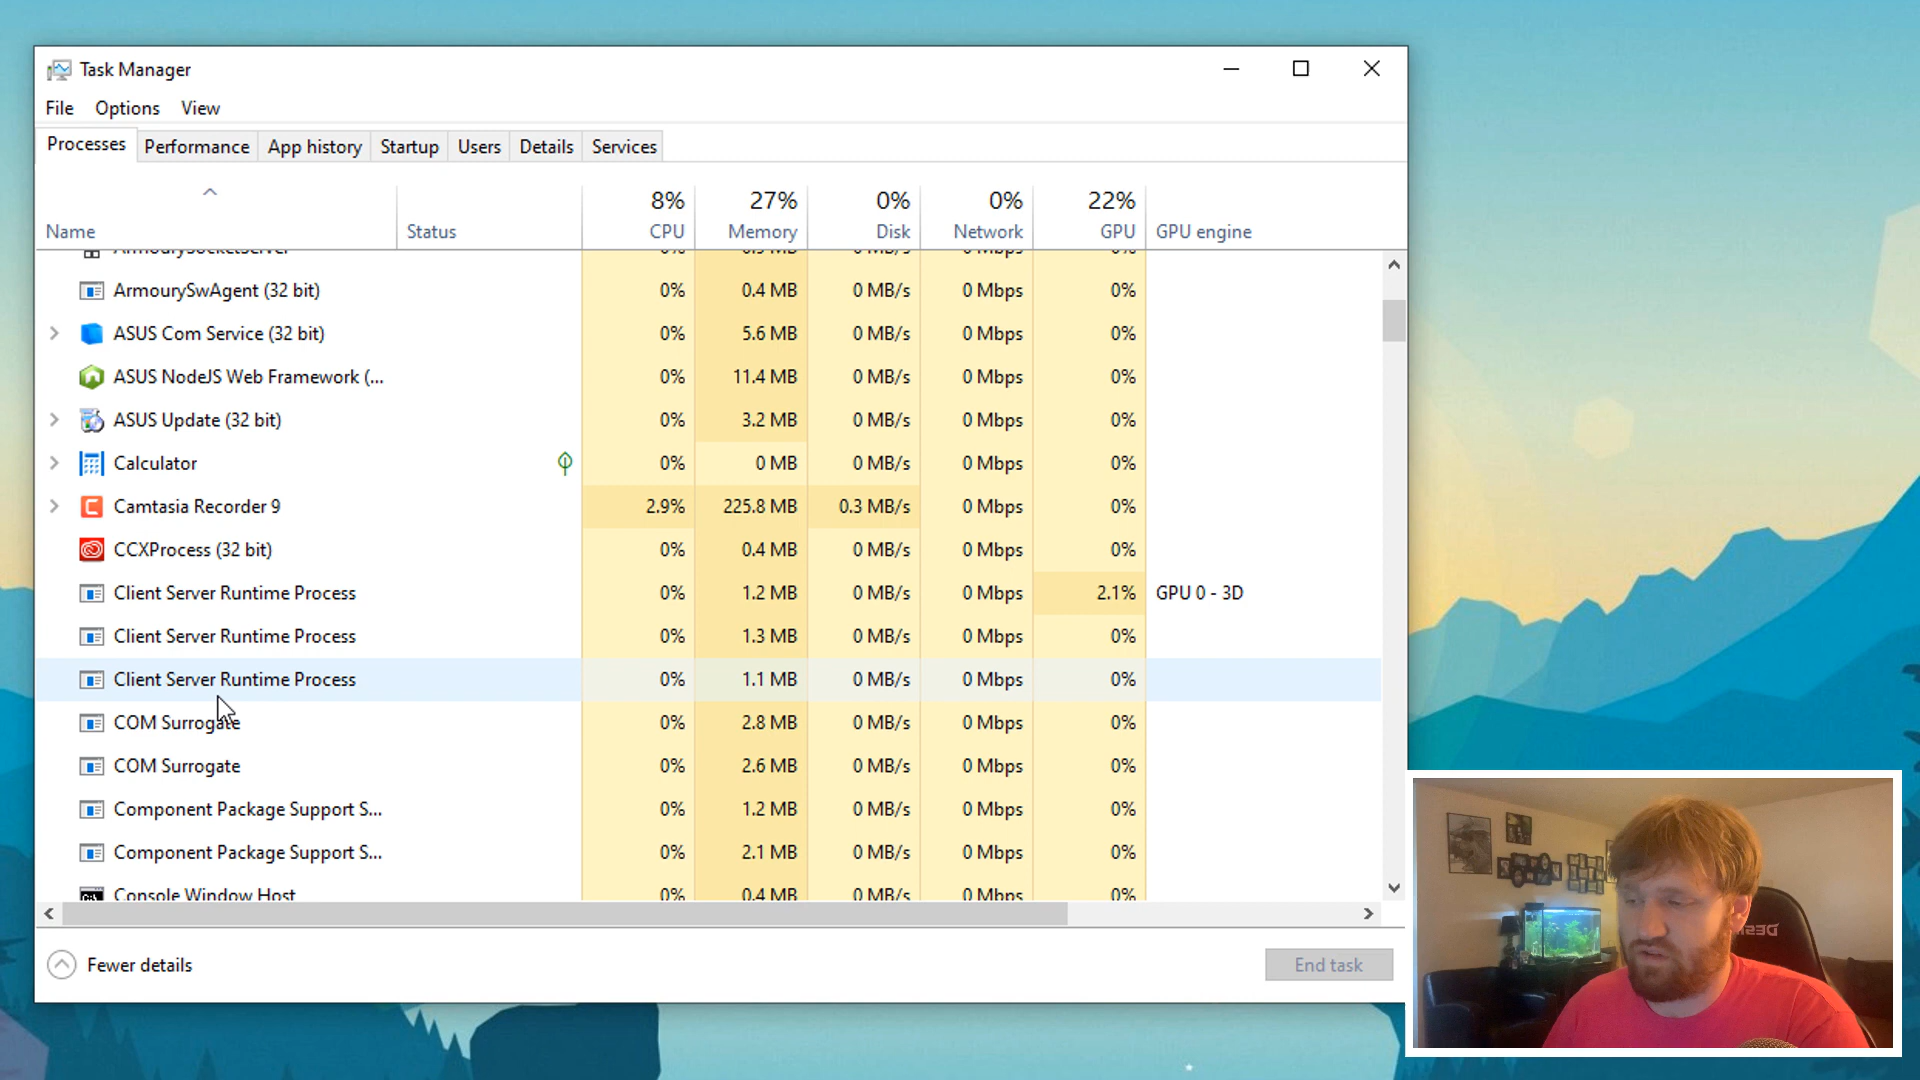 Task Manager
File Options View
Processes Performance App history Startup Users Details Services
8% 27% 0% 0% 22%
Name Status CPU Memory Disk Network GPU GPU engine
ArmourySwAgent (32 bit) 0% 0.4 MB 0 MB/s 0 Mbps 0%
ASUS Com Service (32 bit) 0% 5.6 MB 0 MB/s 0 Mbps 0%
ASUS NodeJS Web Framework (... 0% 11.4 MB 0 MB/s 0 Mbps 0%
ASUS Update (32 bit) 0% 3.2 MB 0 MB/s 0 Mbps 0%
Calculator 0% 0 MB 0 MB/s 0 Mbps 0%
Camtasia Recorder 9 2.9% 225.8 MB 0.3 MB/s 0 Mbps 0%
CCXProcess (32 bit) 0% 0.4 MB 0 MB/s 0 Mbps 0%
Client Server Runtime Process 0% 1.2 MB 0 MB/s 0 Mbps 2.1% GPU 0 - 3D
Client Server Runtime Process 0% 1.3 MB 0 MB/s 0 Mbps 0%
Client Server Runtime Process 0% 1.1 MB 0 MB/s 0 Mbps 0%
COM Surrogate 0% 2.8 MB 0 MB/s 0 Mbps 0%
COM Surrogate 0% 2.6 MB 0 MB/s 0 Mbps 0%
Component Package Support S... 0% 1.2 MB 0 MB/s 0 Mbps 0%
Component Package Support S... 0% 2.1 MB 0 MB/s 0 Mbps 0%
Console Window Host 0% 0.4 MB 0 MB/s 0 Mbps 0%
Fewer details End task